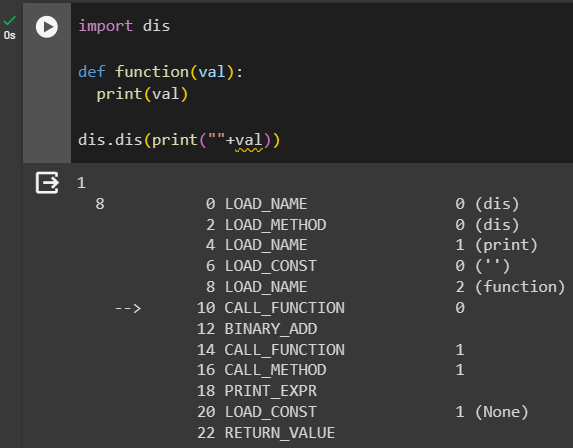 0s
import dis
def function(val):
print(val)
dis.dis(print(""+val))
1
8 0 LOAD_NAME 0 (dis)
2 LOAD_METHOD 0 (dis)
4 LOAD_NAME 1 (print)
6 LOAD_CONST 0 ('')
8 LOAD_NAME 2 (function)
--> 10 CALL_FUNCTION 0
12 BINARY_ADD
14 CALL_FUNCTION 1
16 CALL_METHOD 1
18 PRINT_EXPR
20 LOAD_CONST 1 (None)
22 RETURN_VALUE